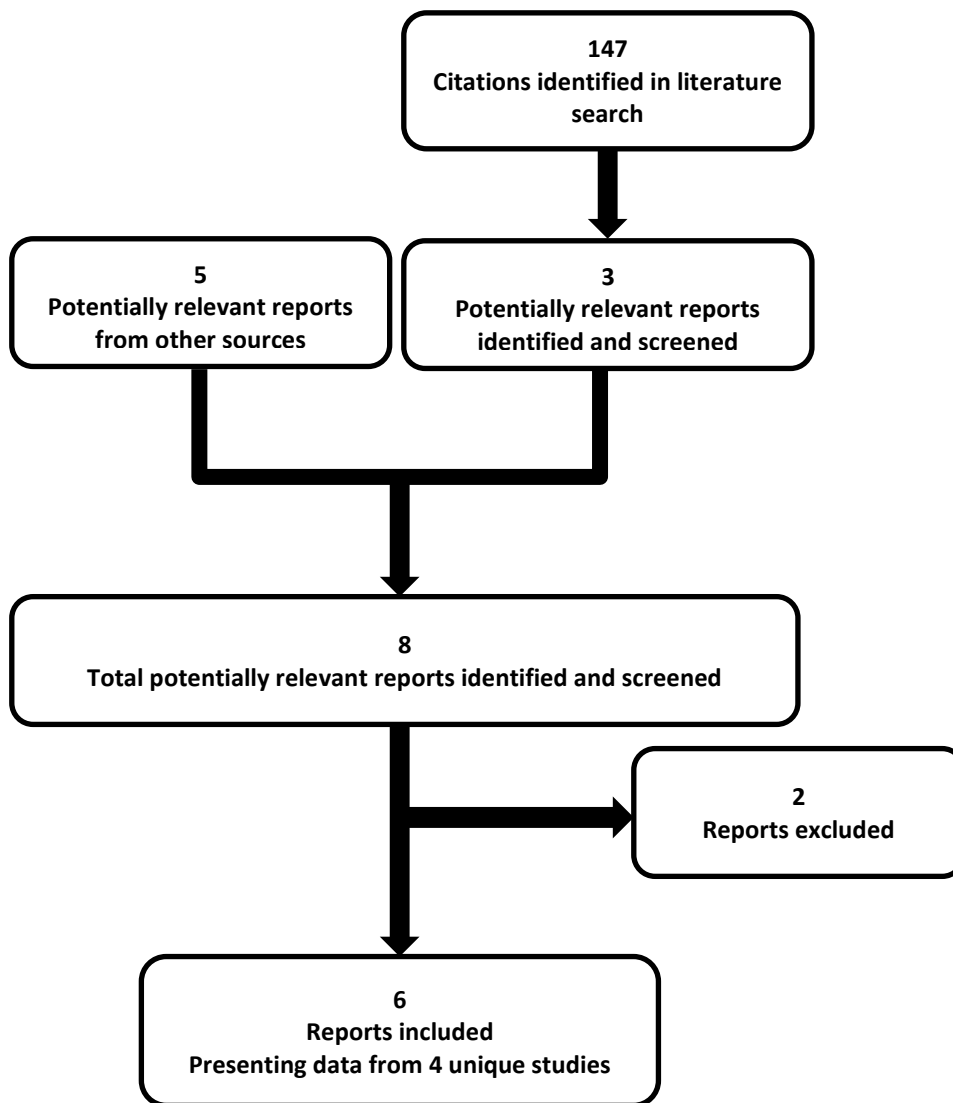 147
Citations identified in literature
search
5
Potentially relevant reports
from other sources
3
Potentially relevant reports
identified and screened
8
Total potentially relevant reports identified and screened
2
Reports excluded
6
Reports included
Presenting data from 4 unique studies